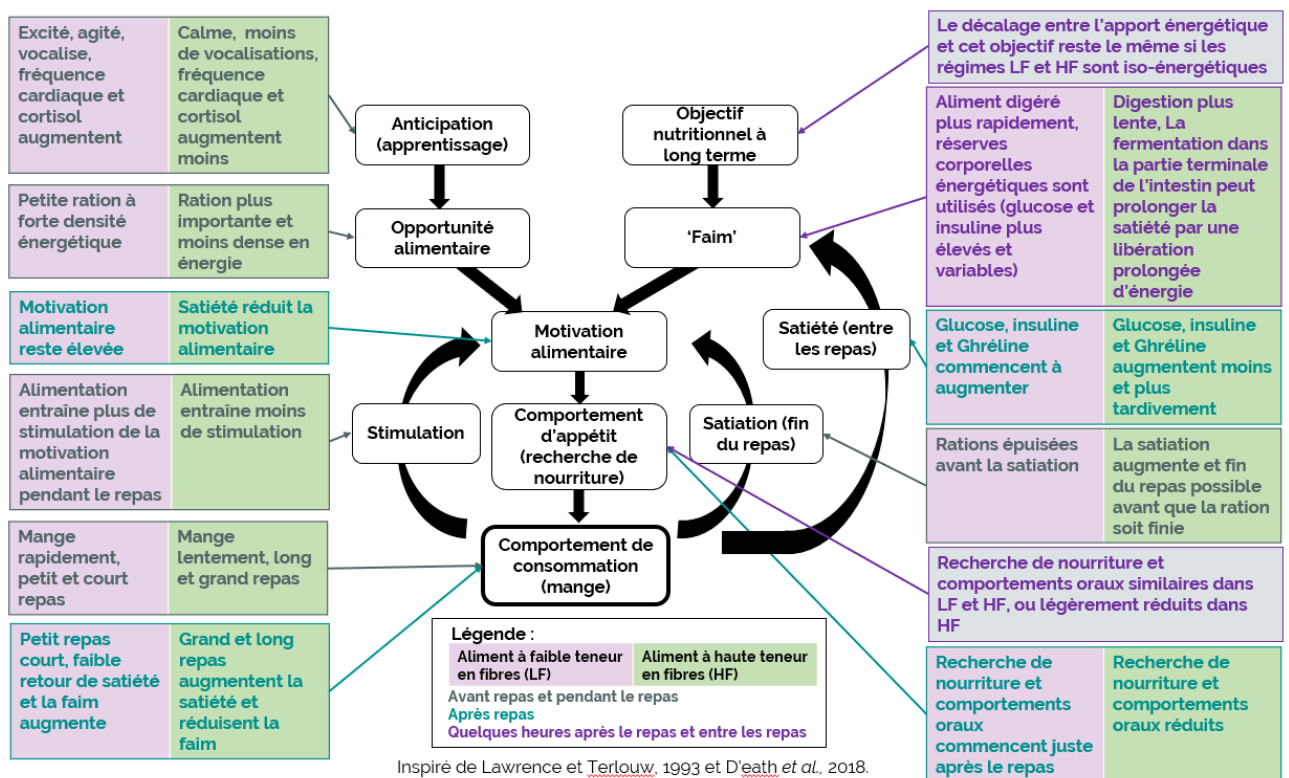 Excité, agité,
vocalise,
fréquence
cardiaque et
cortisol
augmentent
Calme, moins
de vocalisations,
fréquence
cardiaque et
cortisol
augmentent
moins
Petite ration à
forte densité
énergétique
Ration plus
importante et
moins dense en
énergie
Motivation
alimentaire
reste élevée
Satiété réduit la
motivation
alimentaire
Alimentation
entraîne plus de
stimulation de la
motivation
alimentaire
pendant le repas
Alimentation
entraîne moins
de stimulation
Mange
rapidement,
petit et court
repas
Mange
lentement, long
et grand repas
Petit repas
court, faible
retour de satiété
et la faim
augmente
Grand et long
repas
augmentent la
satiété et
réduisent la
faim
Anticipation
(apprentissage)
Objectif
nutritionnel à
long terme
Opportunité
alimentaire
‘Faim’
Motivation
alimentaire
Satiété (entre
les repas)
Stimulation
Comportement
d’appétit
(recherche de
nourriture)
Satiation (fin
du repas)
Comportement de
consommation
(mange)
Légende :
Aliment à faible teneur
en fibres (LF)
Aliment à haute teneur
en fibres (HF)
Avant repas et pendant le repas
Après repas
Quelques heures après le repas et entre les repas
Inspiré de Lawrence et Terlouw, 1993 et D’eath et al., 2018.
Le décalage entre l’apport énergétique
et cet objectif reste le même si les
régimes LF et HF sont iso-énergétiques
Aliment digéré
plus rapidement,
réserves
corporelles
énergétiques sont
utilisés (glucose et
insuline plus
élevés et
variables)
Digestion plus
lente, La
fermentation dans
la partie terminale
de l’intestin peut
prolonger la
satiété par une
libération
prolongée
d’énergie
Glucose, insuline
et Ghréline
commencent à
augmenter
Glucose, insuline
et Ghréline
augmentent moins
et plus
tardivement
Rations épuisées
avant la satiation
La satiation
augmente et fin
du repas possible
avant que la ration
soit finie
Recherche de nourriture et
comportements oraux similaires dans
LF et HF, ou légèrement réduits dans
HF
Recherche de
nourriture et
comportements
oraux
commencent juste
après le repas
Recherche de
nourriture et
comportements
oraux réduits